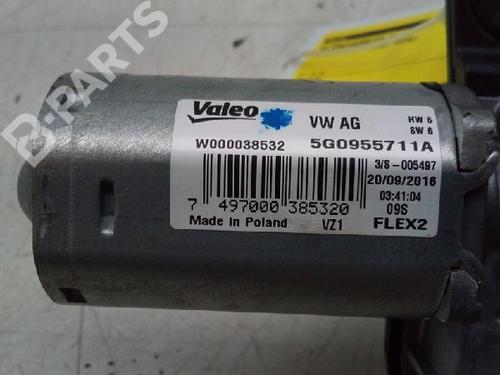 B-PARTS
Valeo VW AG HW 6
SW 6
W000038532 5G0955711A
3/S -005497
20/09/2016
03:41:04
7 497000 385320 09S
Made in Poland VZ1 FLEX2